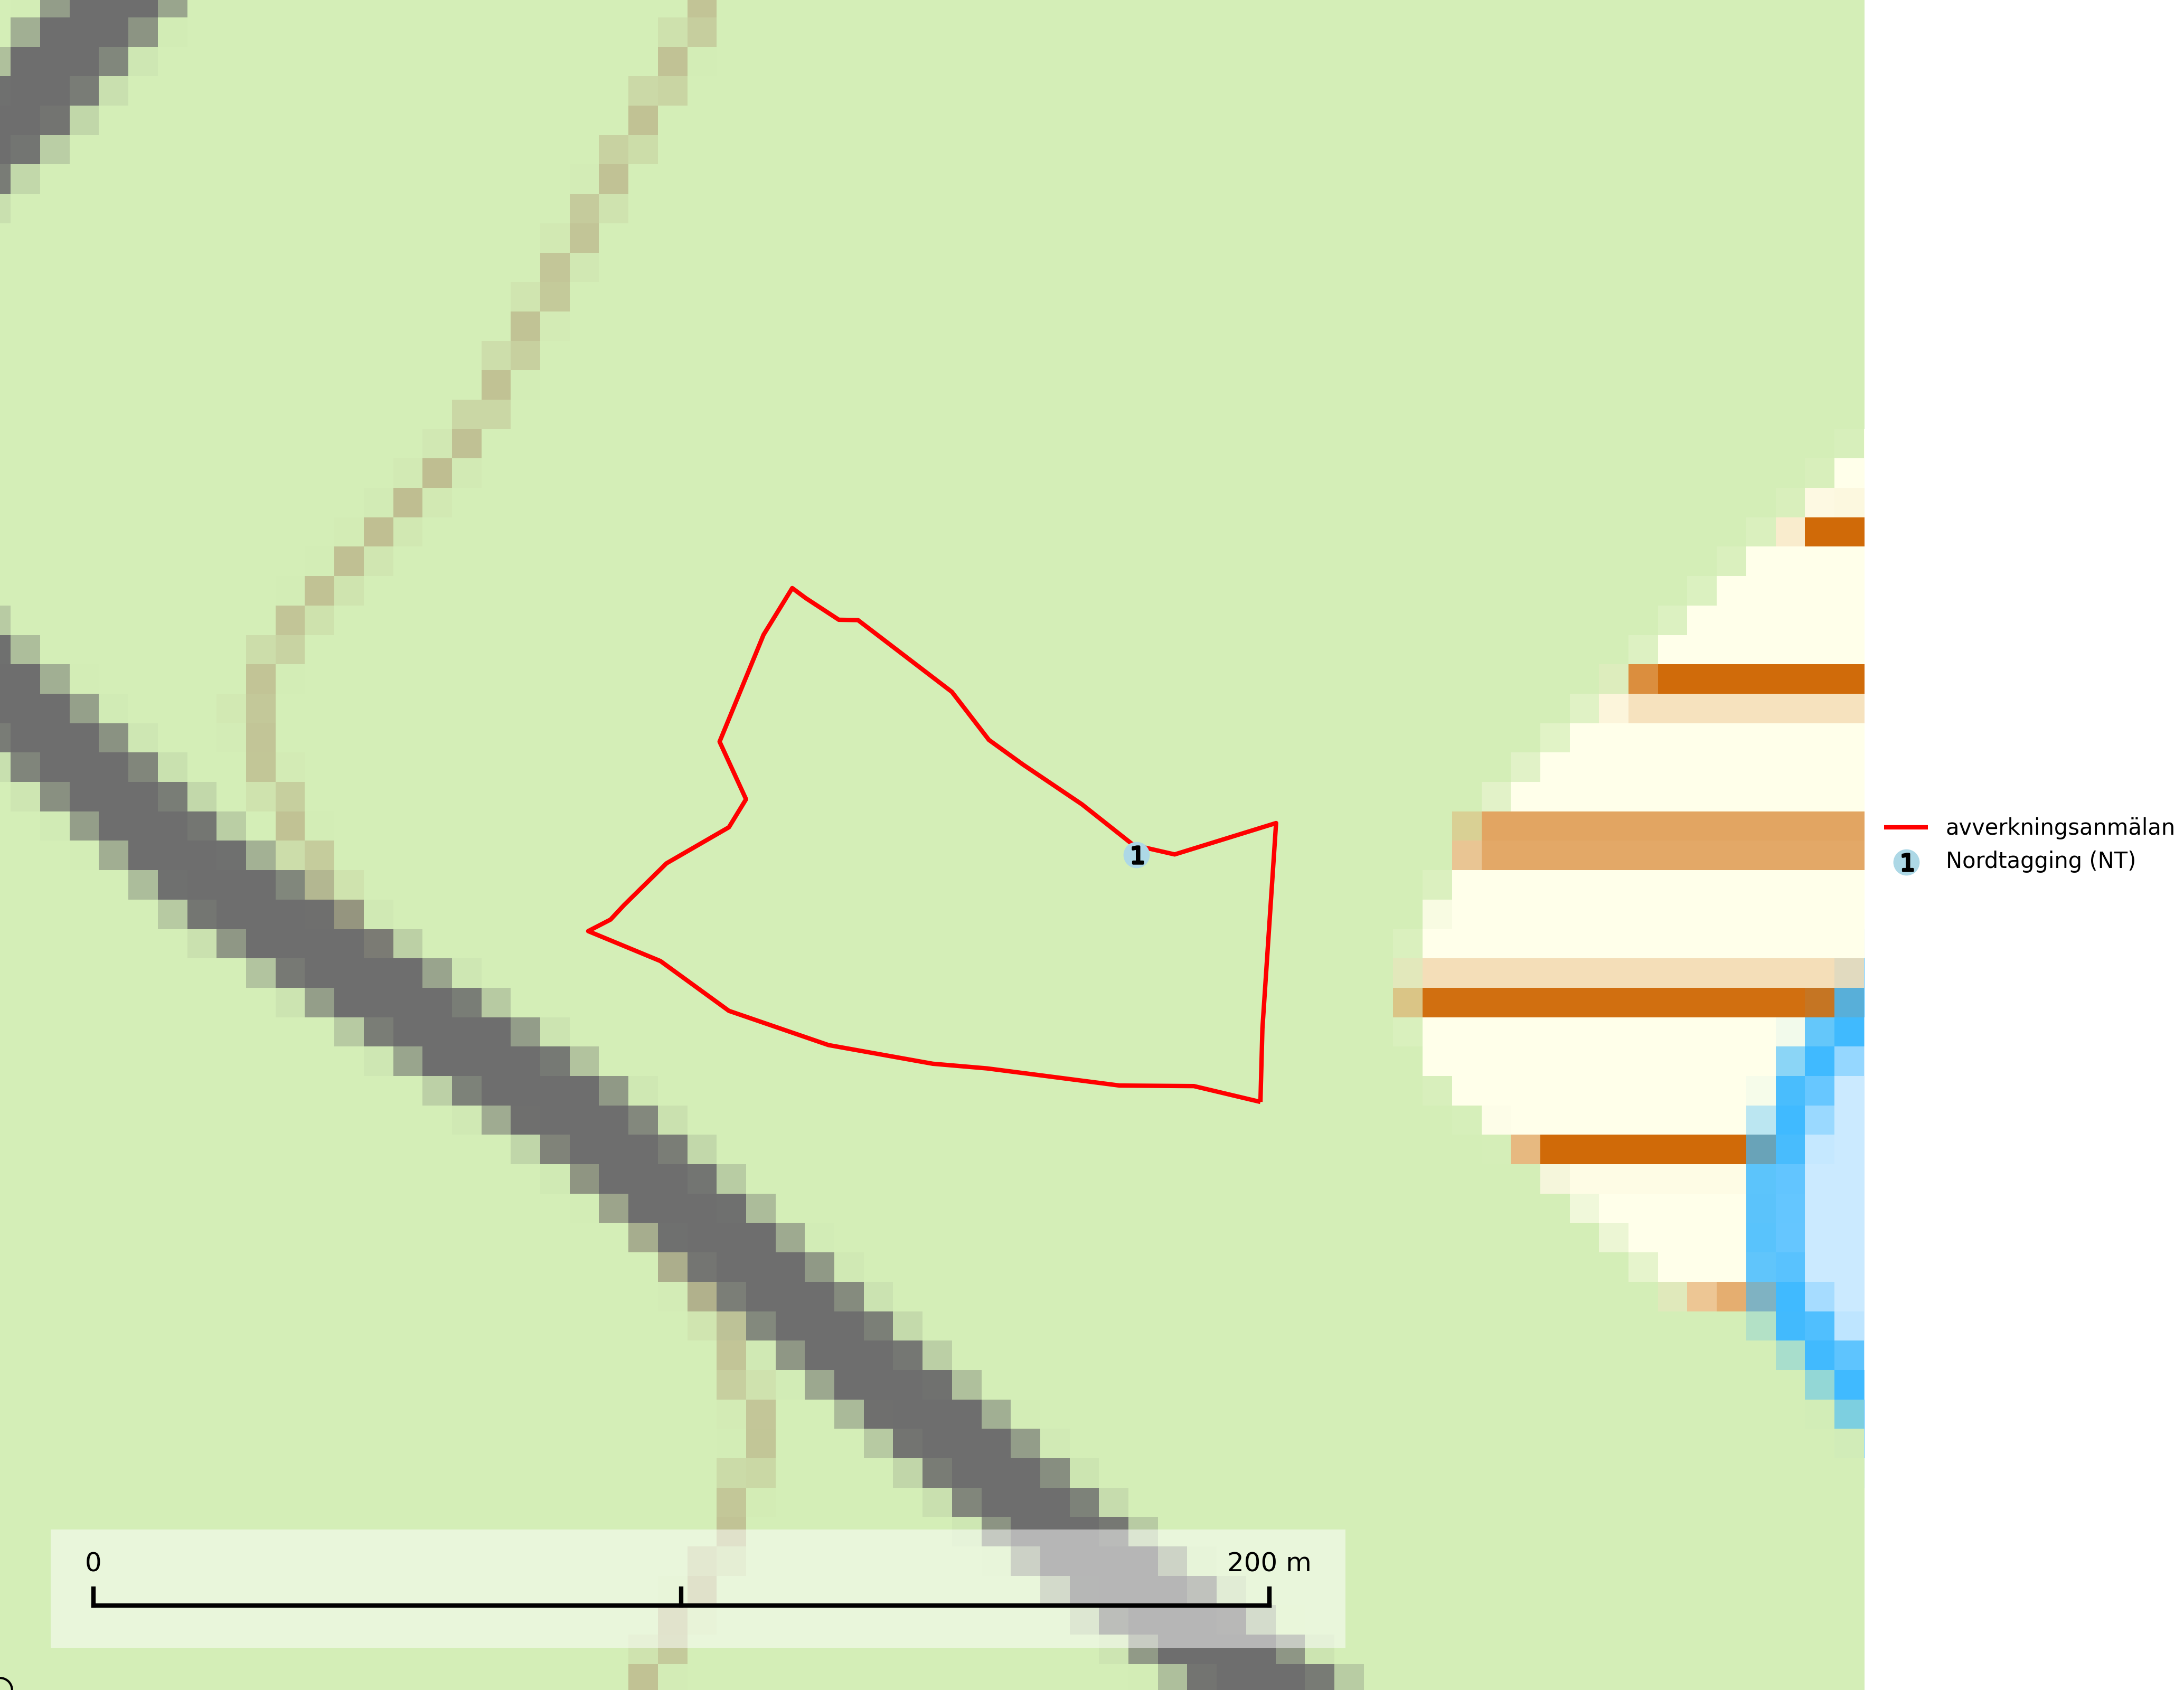 1
avverkningsanmälan
1 Nordtagging (NT)
0 200 m